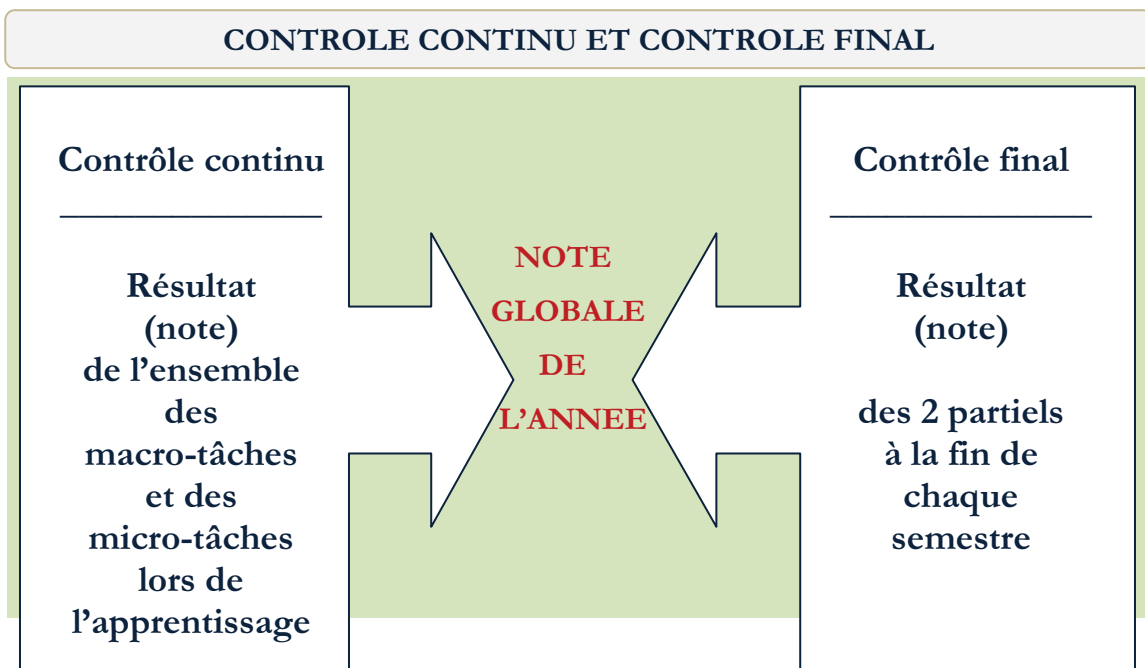 CONTROLE CONTINU ET CONTROLE FINAL
Contrôle continu
Résultat
(note)
de l’ensemble
des
macro-tâches
et des
micro-tâches
lors de
l’apprentissage
NOTE
GLOBALE
DE
L’ANNEE
Contrôle final
Résultat
(note)
des 2 partiels
à la fin de
chaque
semestre